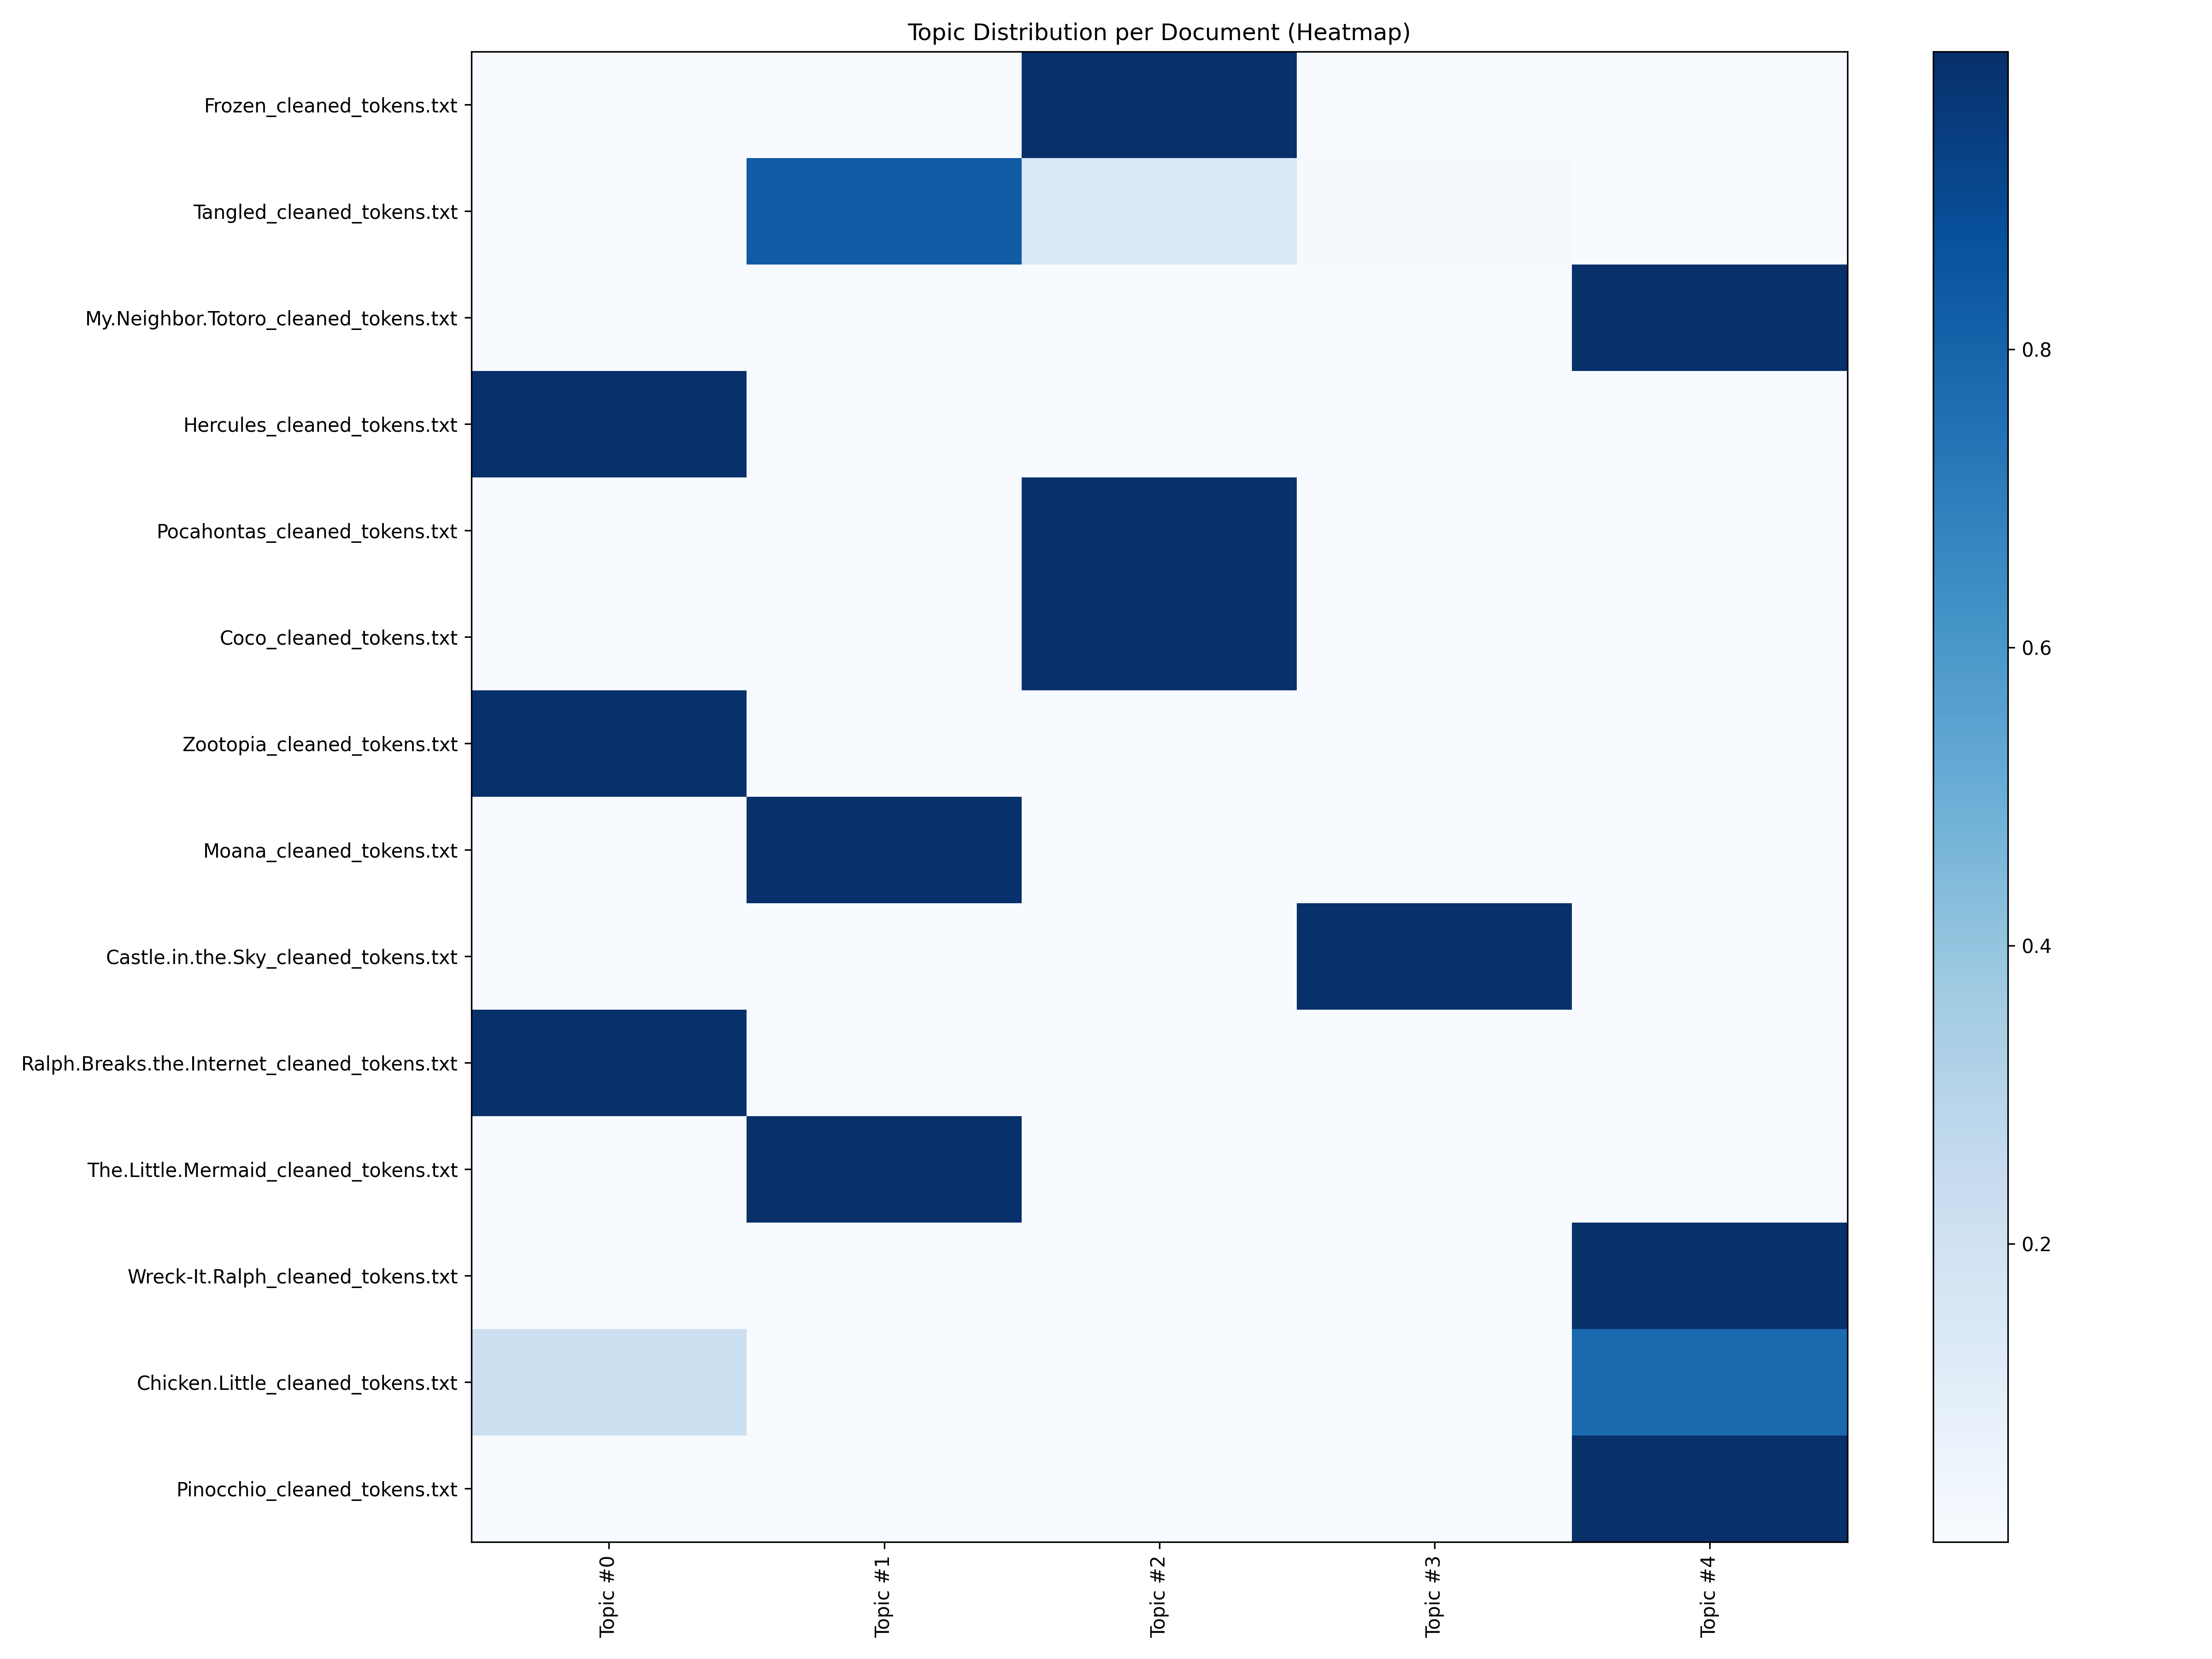 Topic Distribution per Document (Heatmap)
Frozen_cleaned_tokens.txt
Tangled_cleaned_tokens.txt
My.Neighbor.Totoro_cleaned_tokens.txt
Hercules_cleaned_tokens.txt
Pocahontas_cleaned_tokens.txt
Coco_cleaned_tokens.txt
Zootopia_cleaned_tokens.txt
Moana_cleaned_tokens.txt
Castle.in.the.Sky_cleaned_tokens.txt
Ralph.Breaks.the.Internet_cleaned_tokens.txt
The.Little.Mermaid_cleaned_tokens.txt
Wreck-It.Ralph_cleaned_tokens.txt
Chicken.Little_cleaned_tokens.txt
Pinocchio_cleaned_tokens.txt
Topic #0
Topic #1
Topic #2
Topic #3
Topic #4
0.8
0.6
0.4
0.2